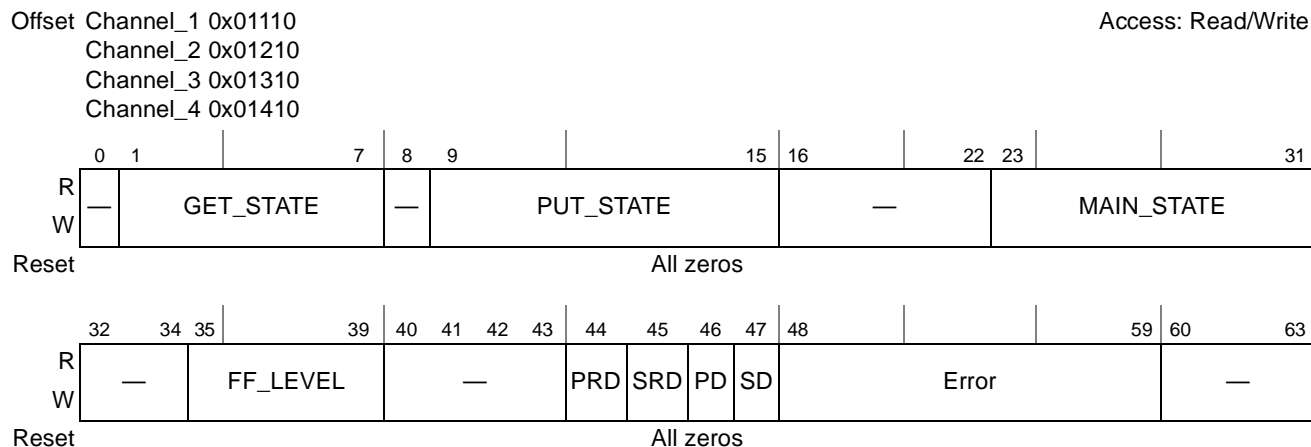 Offset Channel_1 0x01110 Access: Read/Write
Channel_2 0x01210
Channel_3 0x01310
Channel_4 0x01410
0 1 7 8 9 15 16 22 23 31
R
— GET_STATE — PUT_STATE — MAIN_STATE
W
Reset All zeros
32 34 35 39 40 41 42 43 44 45 46 47 48 59 60 63
R
— FF_LEVEL — PRD SRD PD SD Error —
W
Reset All zeros